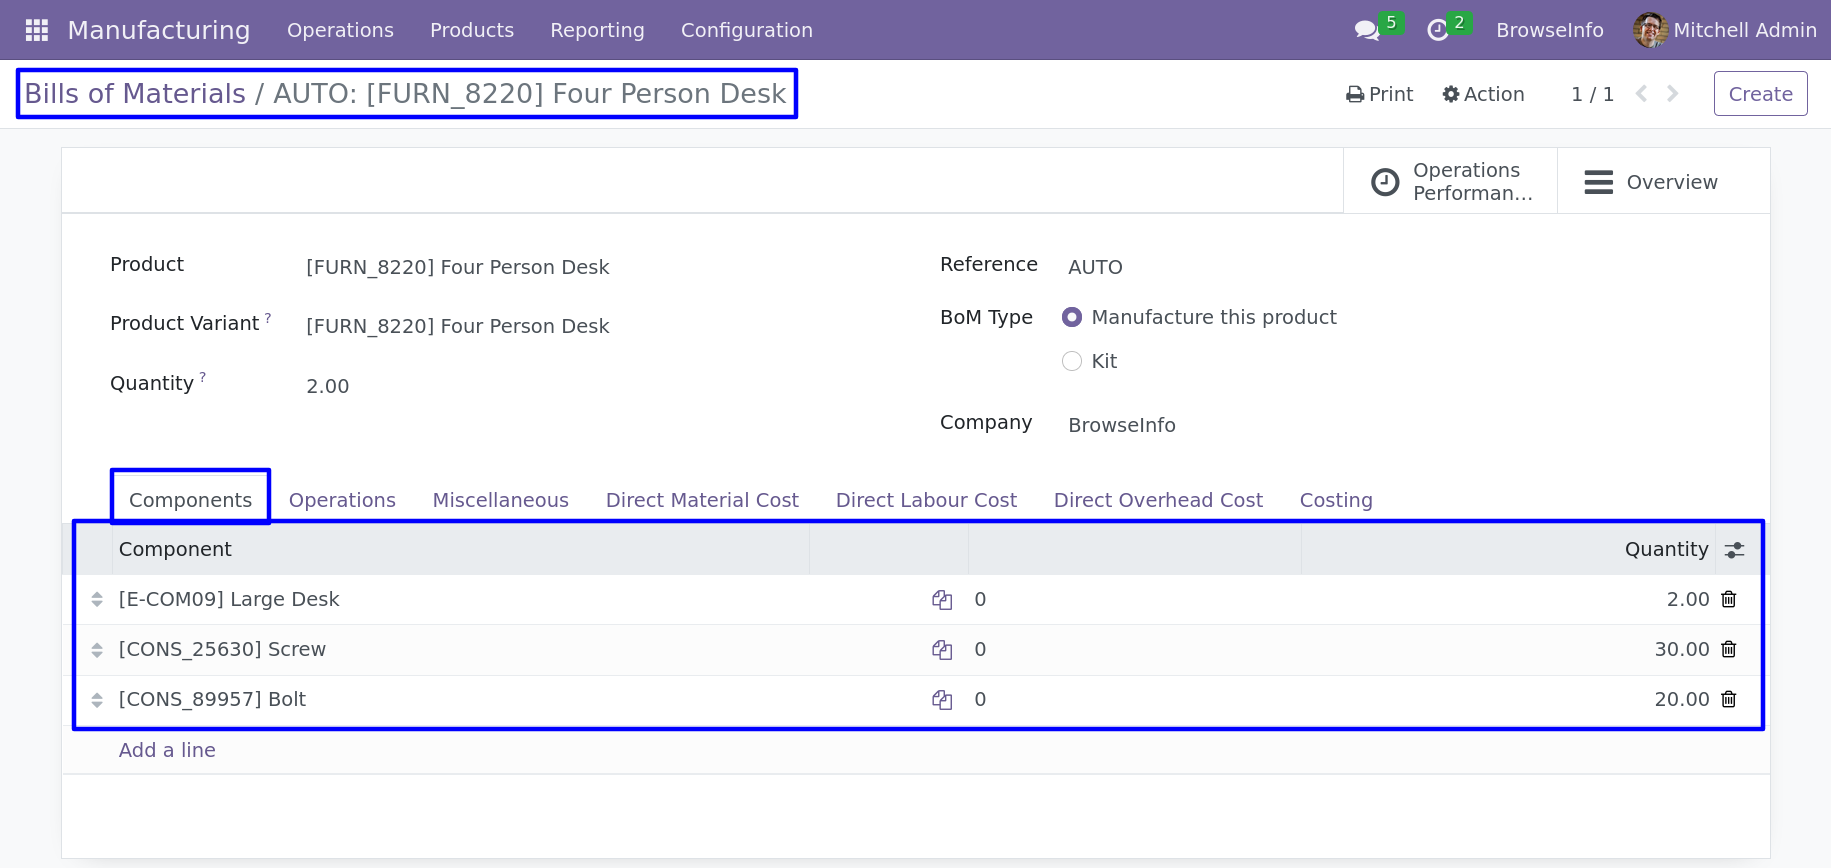 Manufacturing Operations Products Reporting Configuration 5 2 BrowseInfo Mitchell Admin
Bills of Materials / AUTO: [FURN_8220] Four Person Desk Print Action 1 / 1 Create
Operations
Performan... Overview
Product [FURN_8220] Four Person Desk Reference AUTO
Product Variant ? [FURN_8220] Four Person Desk BoM Type Manufacture this product
Kit
Quantity ? 2.00
Company BrowseInfo
Components Operations Miscellaneous Direct Material Cost Direct Labour Cost Direct Overhead Cost Costing
Component Quantity
[E-COM09] Large Desk 0 2.00
[CONS_25630] Screw 0 30.00
[CONS_89957] Bolt 0 20.00
Add a line